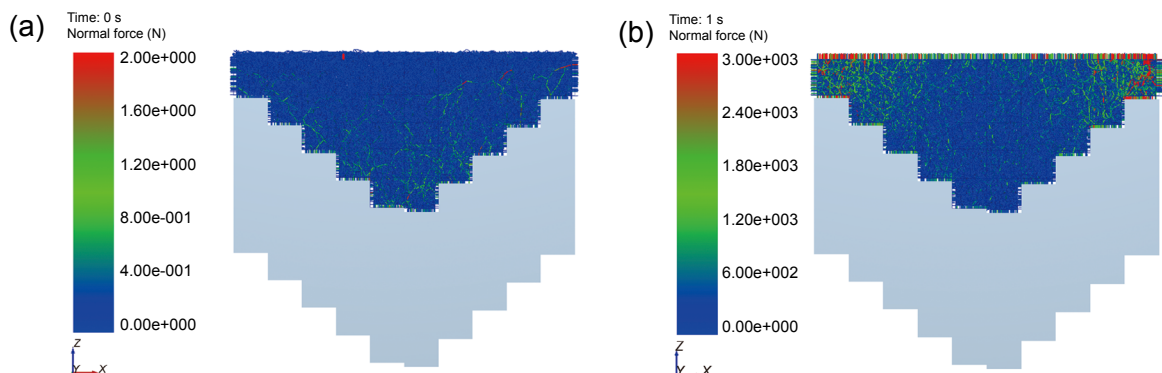 (a)
Time: 0 s
Normal force (N)
2.00e+000
1.60e+000
1.20e+000
8.00e-001
4.00e-001
0.00e+000
Z
Y X
(b)
Time: 1 s
Normal force (N)
3.00e+003
2.40e+003
1.80e+003
1.20e+003
6.00e+002
0.00e+000
Z
Y X